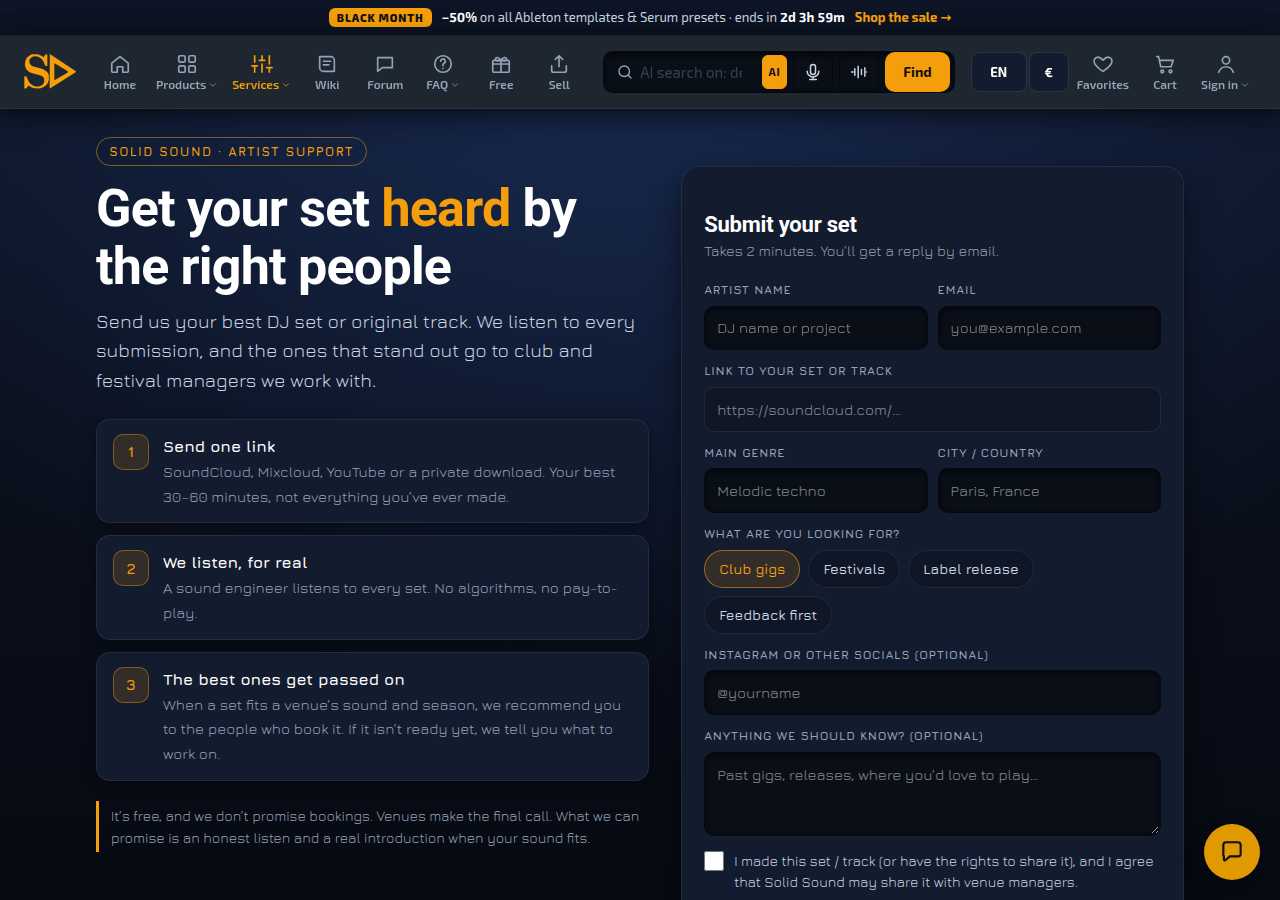 BLACK MONTH −50% on all Ableton templates & Serum presets · ends in 2d 3h 59m Shop the sale →
SD
Home
Products
Services
Wiki
Forum
FAQ
Free
Sell
AI search on: dr
AI
Find
EN
€
Favorites
Cart
Sign in
SOLID SOUND · ARTIST SUPPORT
Get your set heard by
the right people
Send us your best DJ set or original track. We listen to every
submission, and the ones that stand out go to club and
festival managers we work with.
1
Send one link
SoundCloud, Mixcloud, YouTube or a private download. Your best
30–60 minutes, not everything you've ever made.
2
We listen, for real
A sound engineer listens to every set. No algorithms, no pay-to-
play.
3
The best ones get passed on
When a set fits a venue's sound and season, we recommend you
to the people who book it. If it isn't ready yet, we tell you what to
work on.
It's free, and we don't promise bookings. Venues make the final call. What we can
promise is an honest listen and a real introduction when your sound fits.
Submit your set
Takes 2 minutes. You'll get a reply by email.
ARTIST NAME
EMAIL
DJ name or project
you@example.com
LINK TO YOUR SET OR TRACK
https://soundcloud.com/...
MAIN GENRE
CITY / COUNTRY
Melodic techno
Paris, France
WHAT ARE YOU LOOKING FOR?
Club gigs
Festivals
Label release
Feedback first
INSTAGRAM OR OTHER SOCIALS (OPTIONAL)
@yourname
ANYTHING WE SHOULD KNOW? (OPTIONAL)
Past gigs, releases, where you'd love to play...
I made this set / track (or have the rights to share it), and I agree
that Solid Sound may share it with venue managers.